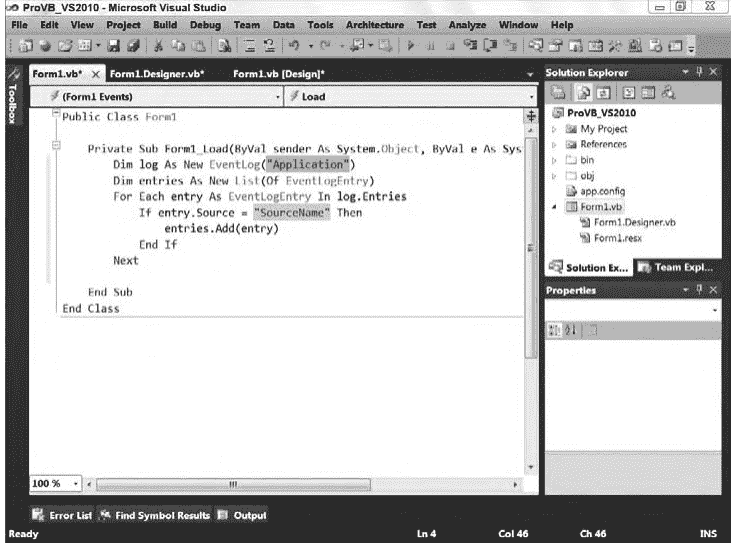 ProVB_VS2010 - Microsoft Visual Studio
File Edit View Project Build Debug Team Data Tools Architecture Test Analyze Window Help
Toolbox
Form1.vb* × Form1.Designer.vb* Form1.vb [Design]*
(Form1 Events) Load
Public Class Form1
Private Sub Form1_Load(ByVal sender As System.Object, ByVal e As Sys
Dim log As New EventLog("Application")
Dim entries As New List(Of EventLogEntry)
For Each entry As EventLogEntry In log.Entries
If entry.Source = "SourceName" Then
entries.Add(entry)
End If
Next
End Sub
End Class
100 %
Solution Explorer
ProVB_VS2010
My Project
References
bin
obj
app.config
Form1.vb
Form1.Designer.vb
Form1.resx
Solution Ex... Team Expl...
Properties
Error List Find Symbol Results Output
Ready Ln 4 Col 46 Ch 46 INS